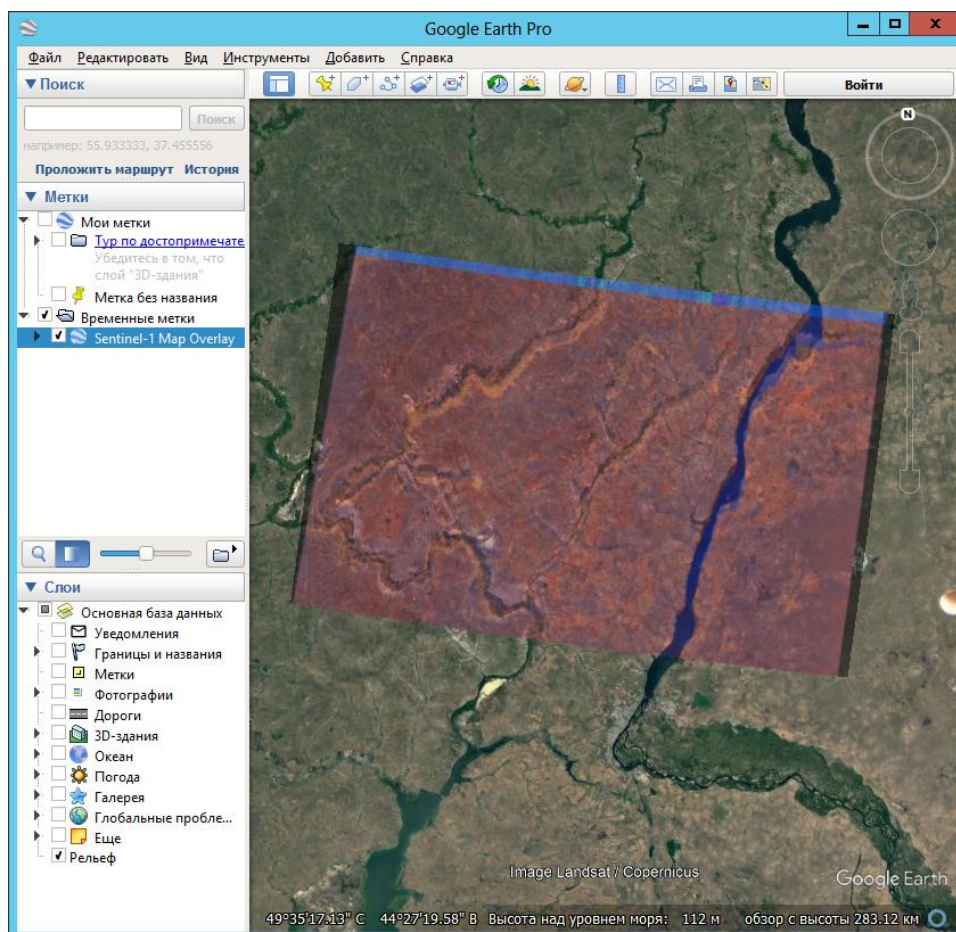 Google Earth Pro
Файл Редактировать Вид Инструменты Добавить Справка
Поиск
Войти
Поиск
например: 55.933333, 37.455556
Проложить маршрут История
Метки
Мои метки
Тур по достопримечате
Убедитесь в том, что
слой "3D-здания"
Метка без названия
Временные метки
Sentinel-1 Map Overlay
Слои
Основная база данных
Уведомления
Границы и названия
Метки
Фотографии
Дороги
3D-здания
Океан
Погода
Галерея
Глобальные пробле...
Еще
Рельеф
N
Image Landsat / Copernicus
Google Earth
49°35'17.13" С 44°27'19.58" В Высота над уровнем моря: 112 м обзор с высоты 283.12 км